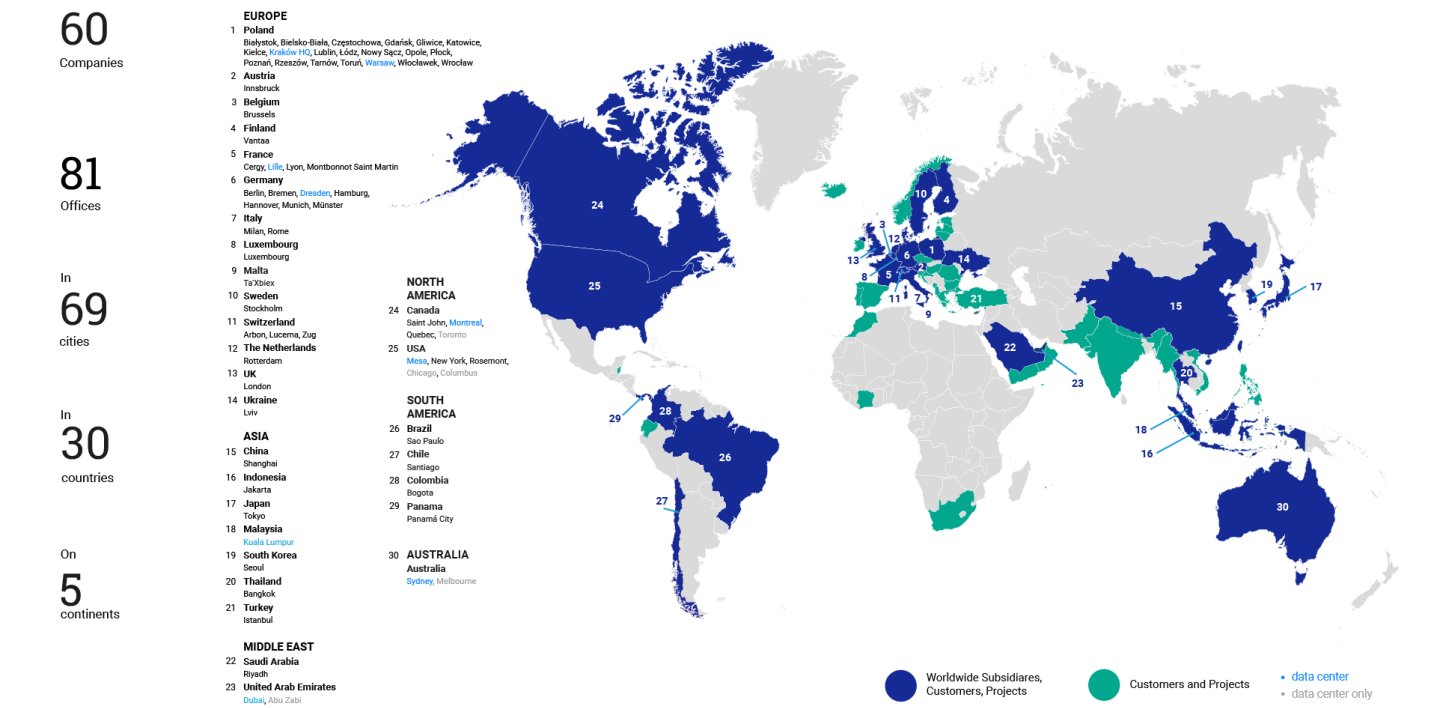 60
Companies
81
Offices
In
69
cities
In
30
countries
On
5
continents
EUROPE
1 Poland
Białystok, Bielsko-Biała, Częstochowa, Gdańsk, Gliwice, Katowice,
Kielce, Kraków HQ, Lublin, Łódz, Nowy Sącz, Opole, Płock,
Poznań, Rzeszów, Tarnów, Toruń, Warsaw, Włocławek, Wrocław
2 Austria
Innsbruck
3 Belgium
Brussels
4 Finland
Vantaa
5 France
Cergy, Lille, Lyon, Montbonnot Saint Martin
6 Germany
Berlin, Bremen, Dresden, Hamburg,
Hannover, Munich, Münster
7 Italy
Milan, Rome
8 Luxembourg
Luxembourg
9 Malta
Ta'Xbiex
10 Sweden
Stockholm
11 Switzerland
Arbon, Lucerna, Zug
12 The Netherlands
Rotterdam
13 UK
London
14 Ukraine
Lviv
ASIA
15 China
Shanghai
16 Indonesia
Jakarta
17 Japan
Tokyo
18 Malaysia
Kuala Lumpur
19 South Korea
Seoul
20 Thailand
Bangkok
21 Turkey
Istanbul
MIDDLE EAST
22 Saudi Arabia
Riyadh
23 United Arab Emirates
Dubai, Abu Zabi
NORTH
AMERICA
24 Canada
Saint John, Montreal,
Quebec, Toronto
25 USA
Mesa, New York, Rosemont,
Chicago, Columbus
SOUTH
AMERICA
26 Brazil
Sao Paulo
27 Chile
Santiago
28 Colombia
Bogota
29 Panama
Panamá City
30 AUSTRALIA
Australia
Sydney, Melbourne
24
25
29
28
26
27
10
4
3
12
13
6
1
14
8
5
2
11
7
9
21
22
23
15
19
17
20
18
16
30
Worldwide Subsidiares,
Customers, Projects
Customers and Projects
• data center
• data center only